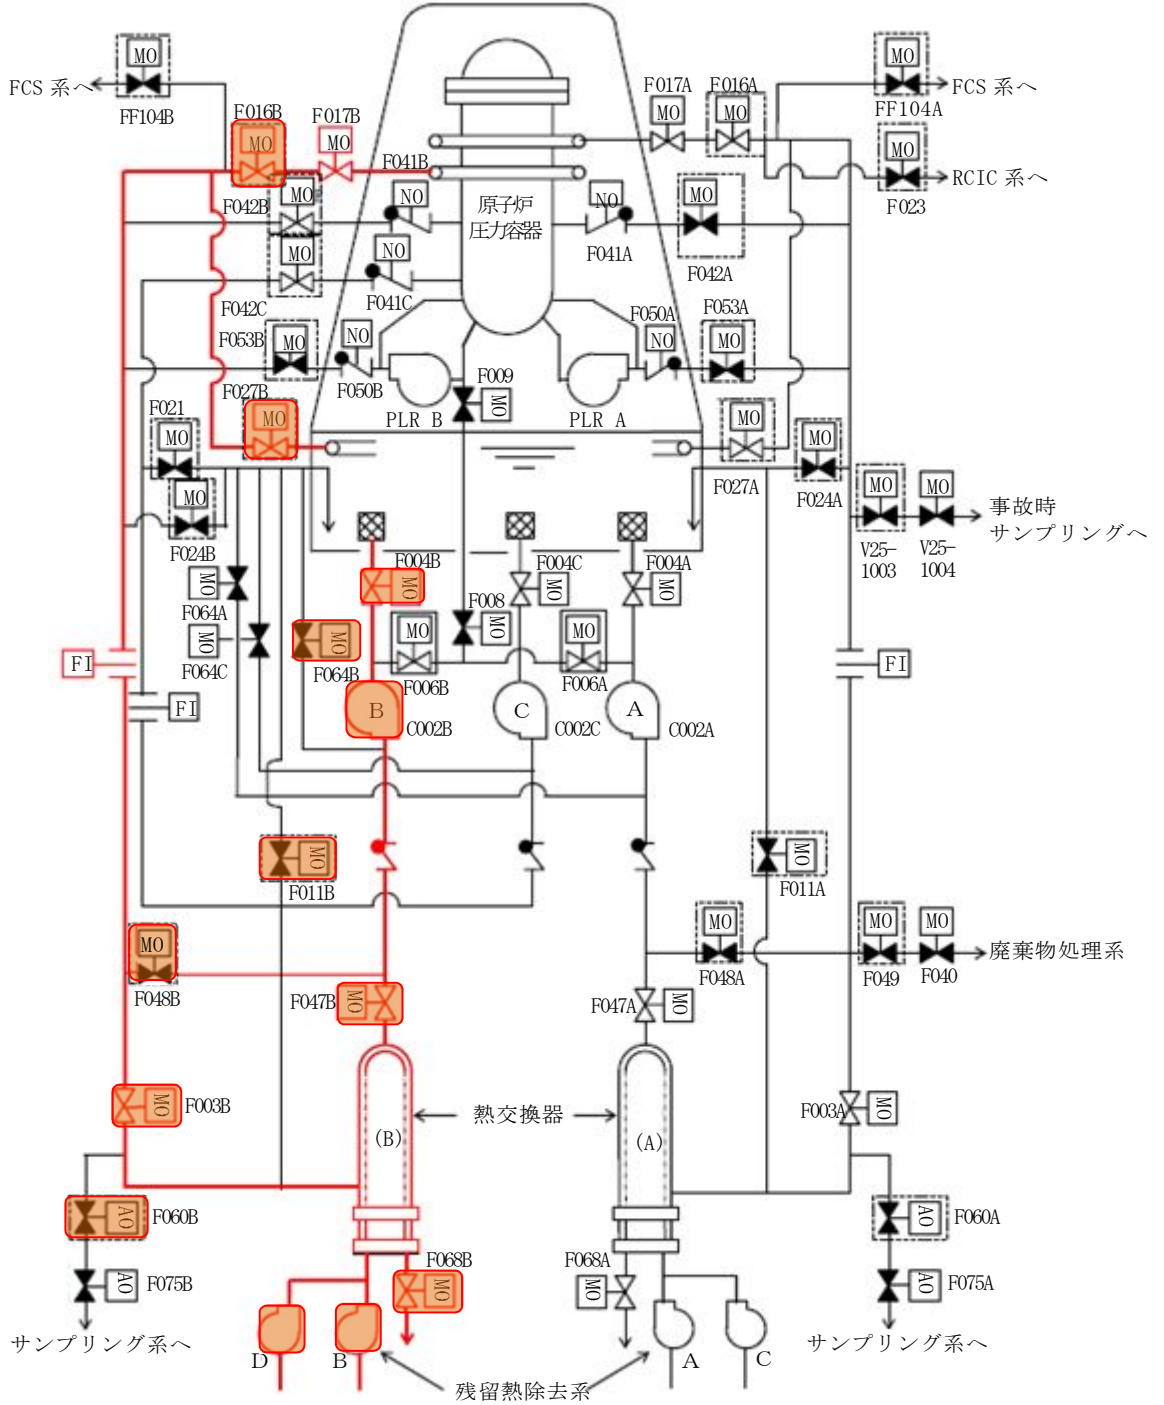 MO
MO
F017A
F016A
FCS 系へ
FF104B
F016B
F017B
MO
MO
FF104A
FCS 系へ
MO
MO
MO
F041B
RCIC 系へ
F023
F042B
MO
NO
原子炉
圧力容器
NO
MO
F041A
MO
NO
F042A
F042C
F041C
F050A
F053A
F053B
MO
NO
NO
MO
F009
F027B
F050B
MO
F021
PLR B
PLR A
MO
MO
MO
MO
F027A
F024A
MO
MO
MO
事故時
サンプリングへ
F024B
F004B
F004C
F004A
V25-
1003
V25-
1004
MO
MO
MO
MO
F064A
F008
MO
MO
MO
MO
MO
F064C
F064B
F006B
F006A
FI
FI
FI
B
C
A
C002B
C002C
C002A
MO
MO
F011B
F011A
MO
MO
MO
MO
廃棄物処理系
F048B
F048A
F049
F040
F047B
MO
F047A
MO
MO
F003B
F003A
MO
熱交換器
(B)
(A)
AO
F060B
AO
F060A
F068B
F068A
AO
F075B
MO
MO
AO
F075A
サンプリング系へ
サンプリング系へ
D
B
A
C
残留熱除去系